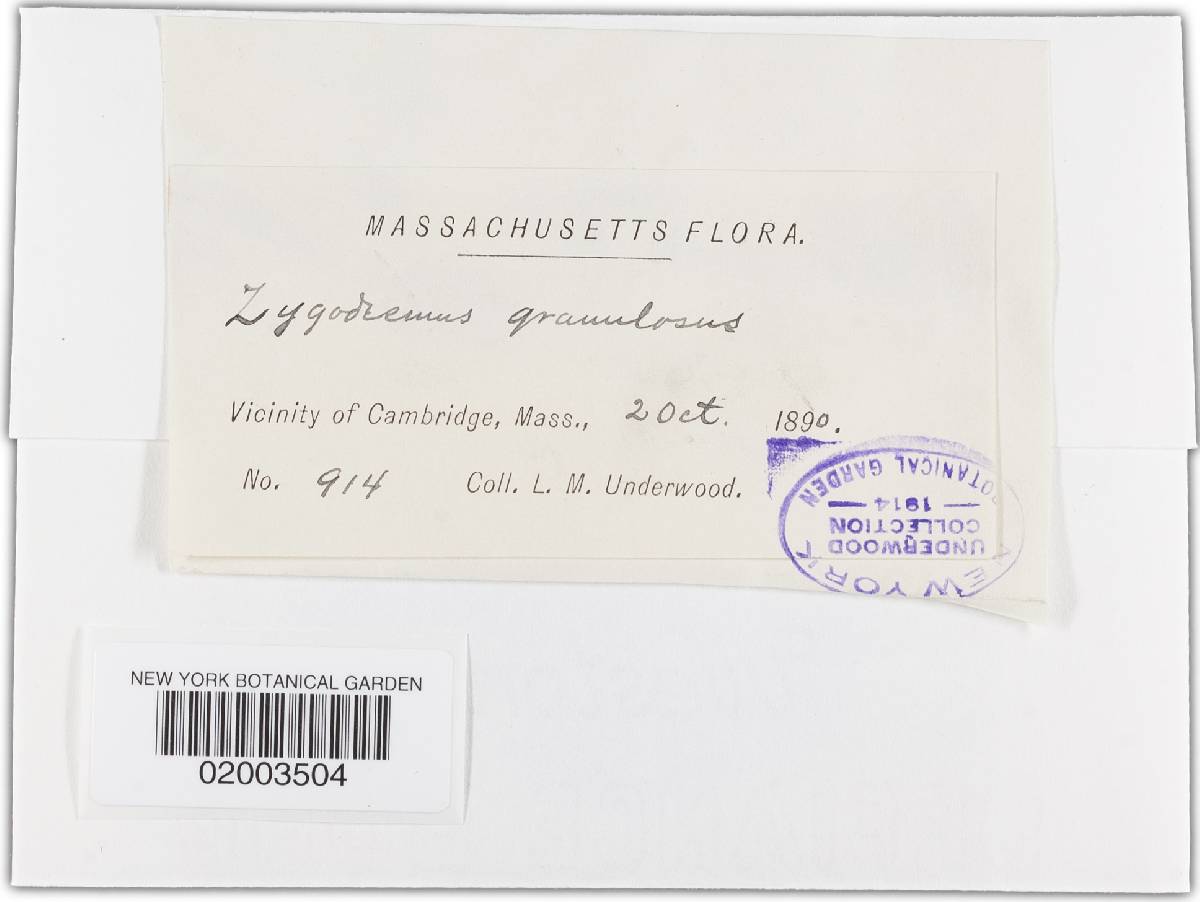 MASSACHUSETTS FLORA.
Zygodesmus granulosus
Vicinity of Cambridge, Mass., 2 Oct. 1890.
No. 914 Coll. L. M. Underwood.
NEW YORK
UNDERWOOD
COLLECTION
— 1914 —
BOTANICAL GARDEN
NEW YORK BOTANICAL GARDEN
02003504